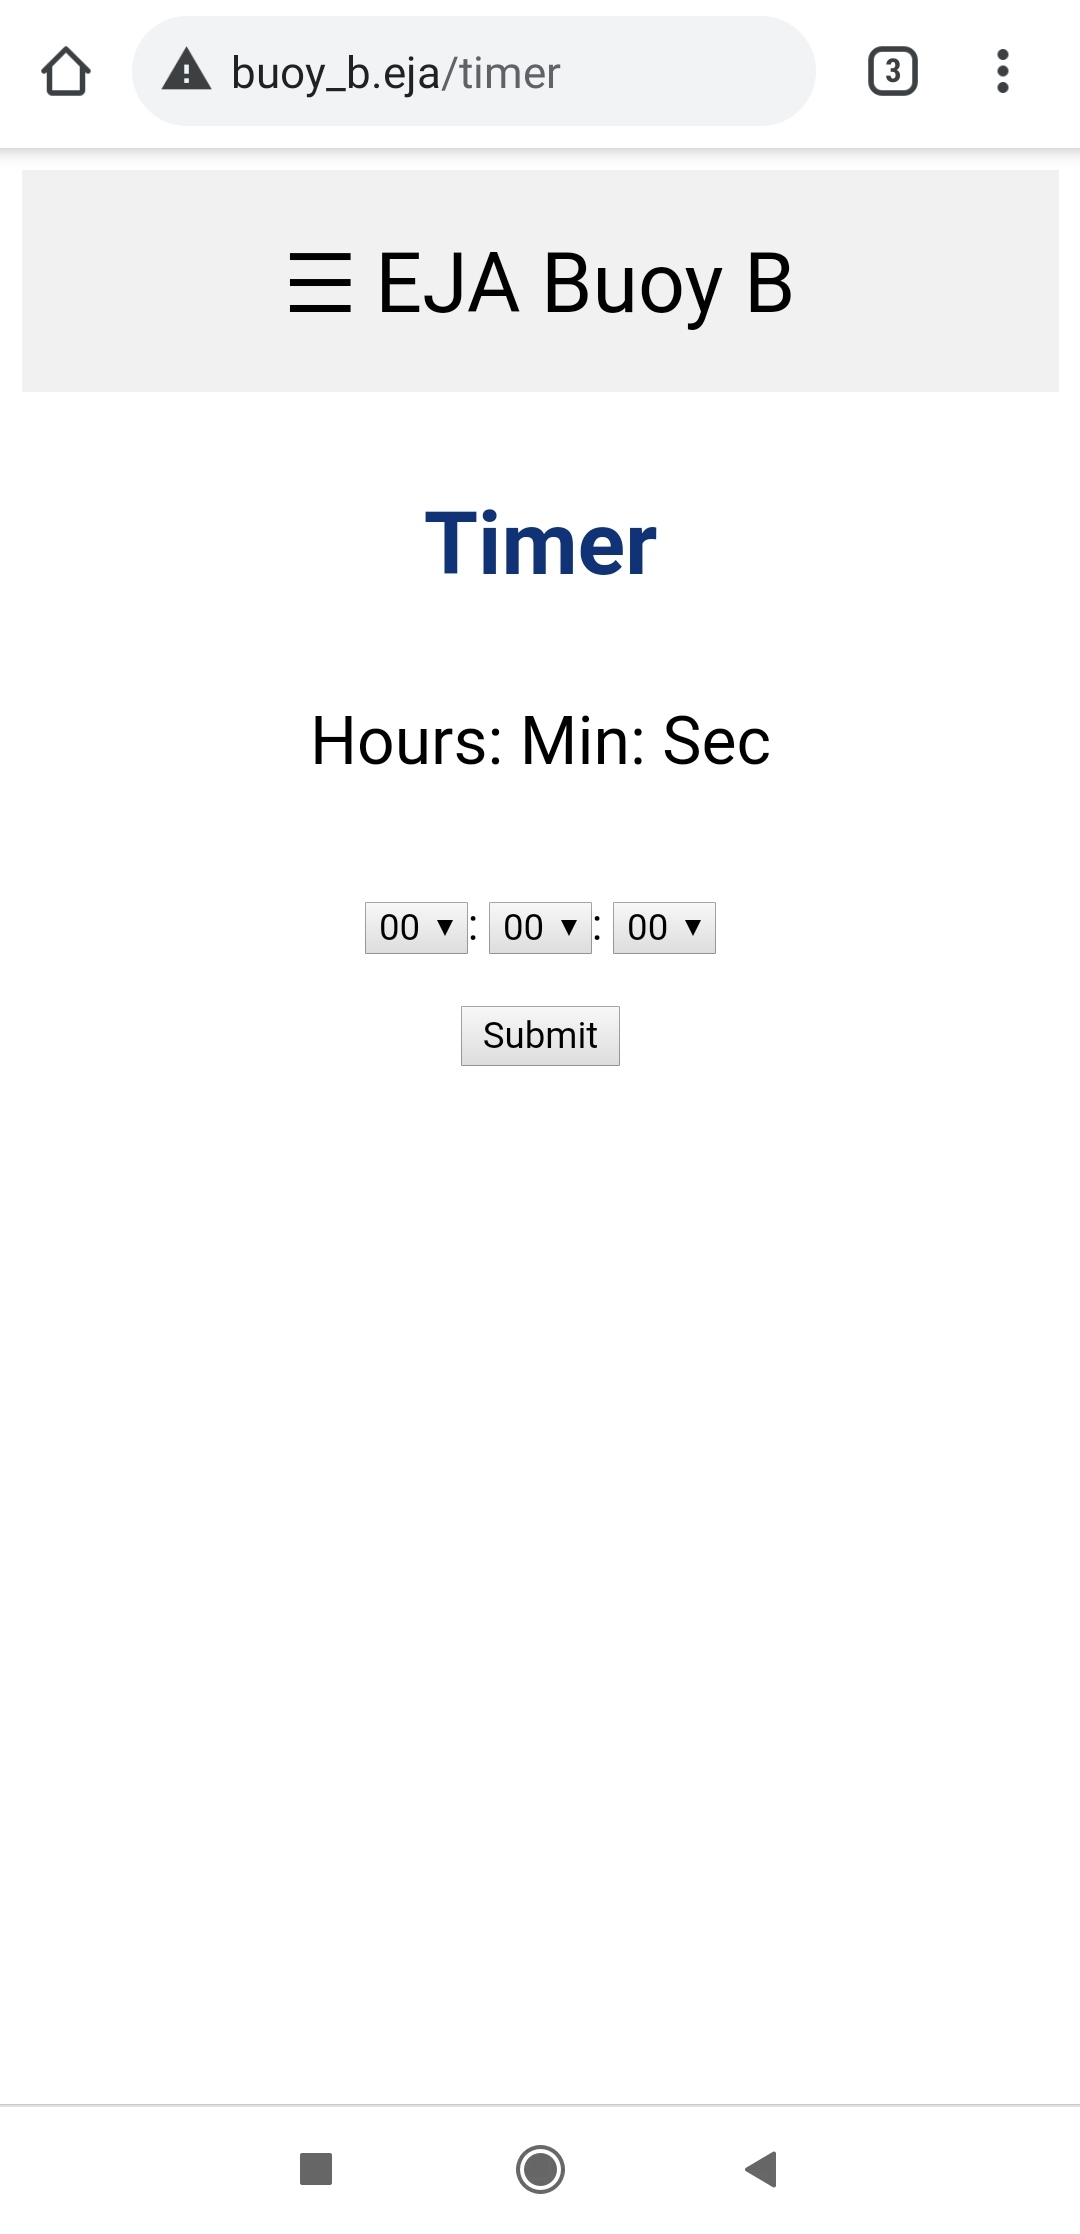 buoy_b.eja/timer
3
☰ EJA Buoy B
Timer
Hours: Min: Sec
00 ▼: 00 ▼: 00 ▼
Submit